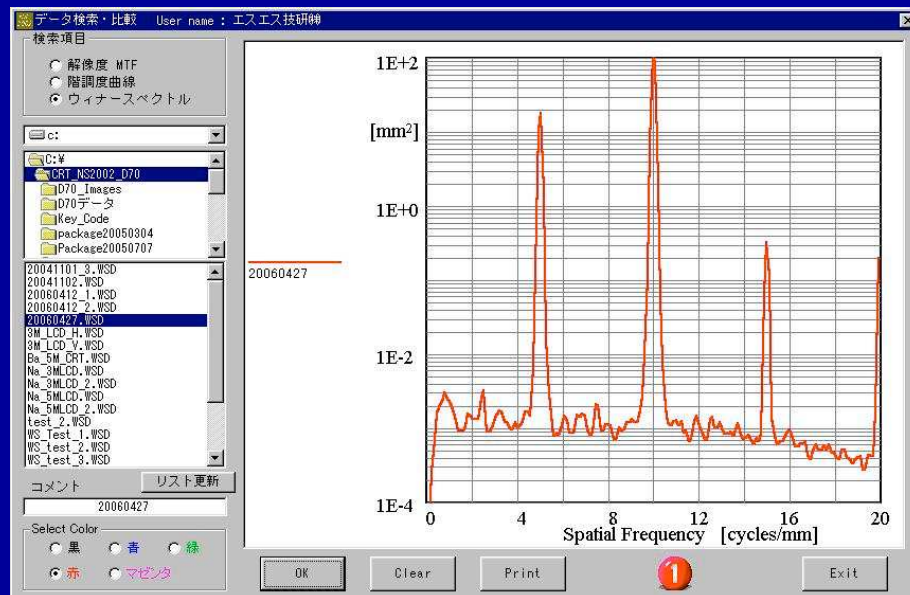 データ検索・比較 User name : エスエス技研㈱
検索項目
解像度 MTF
階調度曲線
ウィナースペクトル
c:
C:¥
CRT_NS2002_D70
D70_Images
D70データ
Key_Code
package20050304
Package20050707
20041101_3.WSD
20041102.WSD
20060412_1.WSD
20060412_2.WSD
20060427.WSD
3M_LCD_H.WSD
3M_LCD_V.WSD
Ba_5M_CRT.WSD
Na_3MLCD.WSD
Na_3MLCD_2.WSD
Na_5MLCD.WSD
Na_5MLCD_2.WSD
test_2.WSD
WS_Test_1.WSD
WS_test_2.WSD
WS_test_3.WSD
コメント リスト更新
20060427
Select Color
黒 青 緑
赤 マゼンタ
20060427
1E+2
[mm²]
1E+0
1E-2
1E-4
0 4 8 12 16 20
Spatial Frequency [cycles/mm]
OK Clear Print 1 Exit